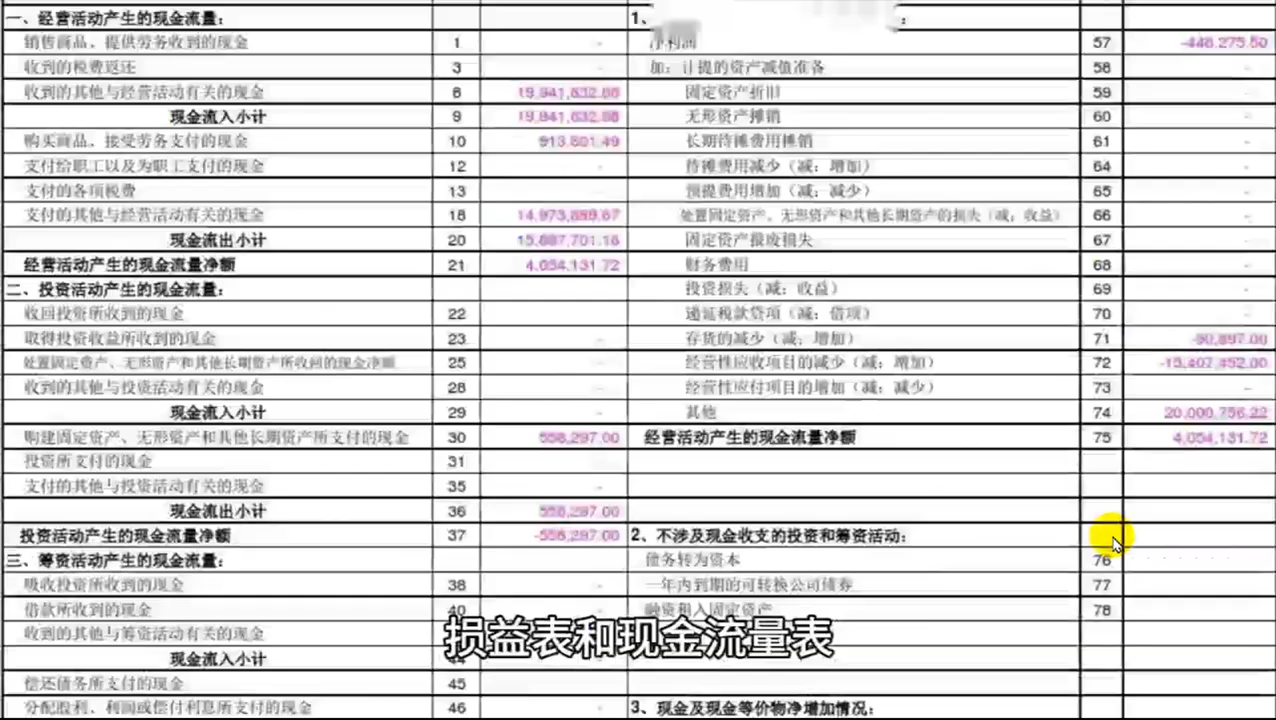 一、经营活动产生的现金流量： 1、 ：
销售商品、提供劳务收到的现金 1 - 净利润 57 -448,275.50
收到的税费返还 3 - 加：计提的资产减值准备 58 -
收到的其他与经营活动有关的现金 8 19,941,832.88 固定资产折旧 59 -
现金流入小计 9 19,941,832.88 无形资产摊销 60 -
购买商品、接受劳务支付的现金 10 913,801.49 长期待摊费用摊销 61 -
支付给职工以及为职工支付的现金 12 - 待摊费用减少（减：增加） 64 -
支付的各项税费 13 - 预提费用增加（减：减少） 65 -
支付的其他与经营活动有关的现金 18 14,973,899.67 处置固定资产、无形资产和其他长期资产的损失（减：收益） 66 -
现金流出小计 20 15,887,701.16 固定资产报废损失 67 -
经营活动产生的现金流量净额 21 4,054,131.72 财务费用 68 -
二、投资活动产生的现金流量： 投资损失（减：收益） 69 -
收回投资所收到的现金 22 - 递延税款贷项（减：借项） 70 -
取得投资收益所收到的现金 23 - 存货的减少（减：增加） 71 -90,897.00
处置固定资产、无形资产和其他长期资产所收回的现金净额 25 - 经营性应收项目的减少（减：增加） 72 -15,407,452.00
收到的其他与投资活动有关的现金 28 - 经营性应付项目的增加（减：减少） 73 -
现金流入小计 29 - 其他 74 20,000,756.22
购建固定资产、无形资产和其他长期资产所支付的现金 30 558,297.00 经营活动产生的现金流量净额 75 4,054,131.72
投资所支付的现金 31 -
支付的其他与投资活动有关的现金 35 -
现金流出小计 36 558,297.00
投资活动产生的现金流量净额 37 -558,297.00 2、不涉及现金收支的投资和筹资活动：
三、筹资活动产生的现金流量： 债务转为资本 76
吸收投资所收到的现金 38 - 一年内到期的可转换公司债券 77
借款所收到的现金 40 - 融资租入固定资产 78
收到的其他与筹资活动有关的现金 -
损益表和现金流量表
现金流入小计 44 -
偿还债务所支付的现金 45 -
分配股利、利润或偿付利息所支付的现金 46 - 3、现金及现金等价物净增加情况：